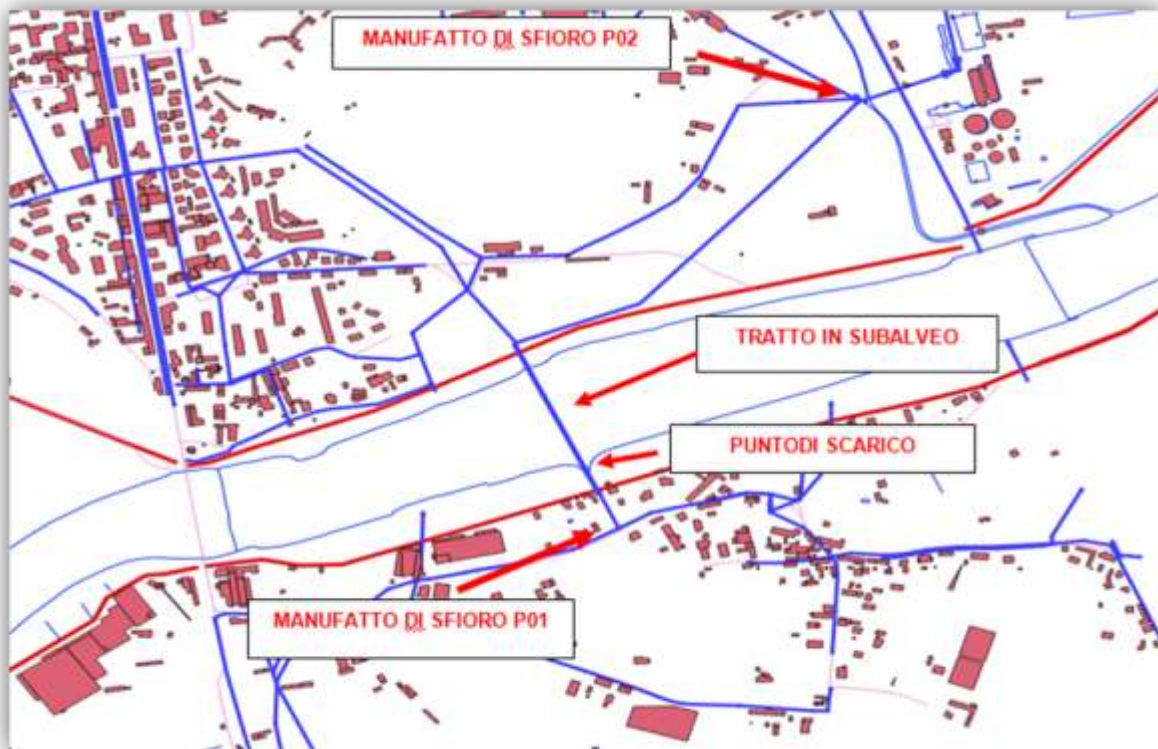 MANUFATTO DI SFIORO P02
TRATTO IN SUBALVEO
PUNTODI SCARICO
MANUFATTO DI SFIORO P01